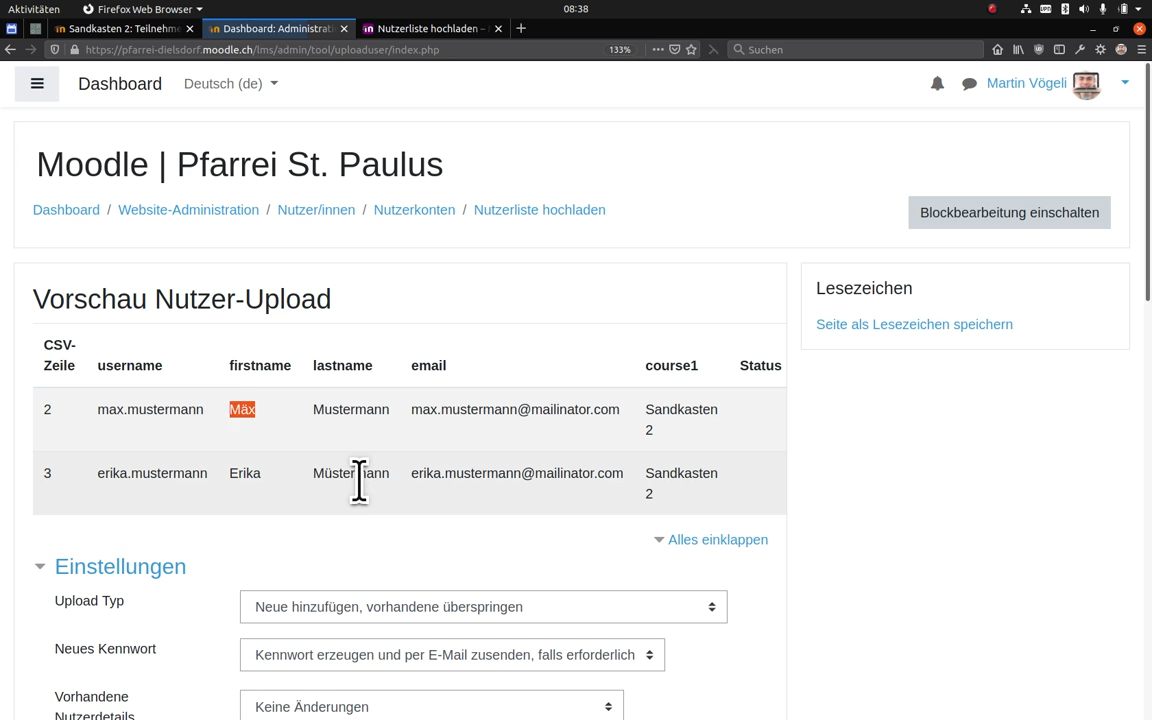 Aktivitäten Firefox Web Browser 08:38
Sandkasten 2: Teilnehme Dashboard: Administrati Nutzerliste hochladen –
https://pfarrei-dielsdorf.moodle.ch/lms/admin/tool/uploaduser/index.php 133% Suchen
Dashboard Deutsch (de) Martin Vögeli
Moodle | Pfarrei St. Paulus
Dashboard / Website-Administration / Nutzer/innen / Nutzerkonten / Nutzerliste hochladen
Blockbearbeitung einschalten
Vorschau Nutzer-Upload
CSV-Zeile username firstname lastname email course1 Status
2 max.mustermann Mäx Mustermann max.mustermann@mailinator.com Sandkasten 2
3 erika.mustermann Erika Müstermann erika.mustermann@mailinator.com Sandkasten 2
Alles einklappen
Einstellungen
Upload Typ Neue hinzufügen, vorhandene überspringen
Neues Kennwort Kennwort erzeugen und per E-Mail zusenden, falls erforderlich
Vorhandene Nutzerdetails Keine Änderungen
Lesezeichen
Seite als Lesezeichen speichern